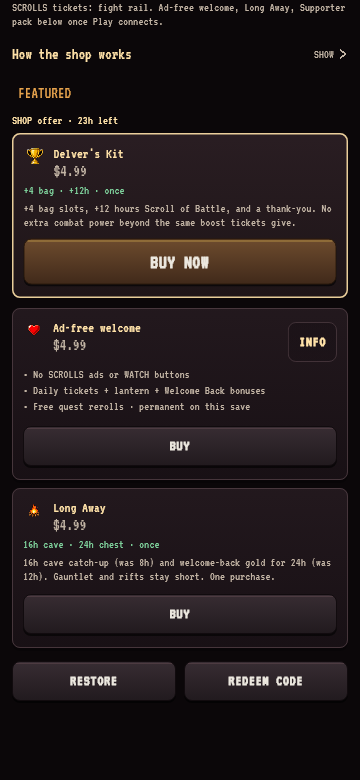 SCROLLS tickets: fight rail. Ad-free welcome, Long Away, Supporter
pack below once Play connects.
How the shop works
SHOW >
FEATURED
SHOP offer · 23h left
Delver's Kit
$4.99
+4 bag · +12h · once
+4 bag slots, +12 hours Scroll of Battle, and a thank-you. No
extra combat power beyond the same boost tickets give.
BUY NOW
Ad-free welcome
$4.99
INFO
• No SCROLLS ads or WATCH buttons
• Daily tickets + lantern + Welcome Back bonuses
• Free quest rerolls · permanent on this save
BUY
Long Away
$4.99
16h cave · 24h chest · once
16h cave catch-up (was 8h) and welcome-back gold for 24h (was
12h). Gauntlet and rifts stay short. One purchase.
BUY
RESTORE
REDEEM CODE